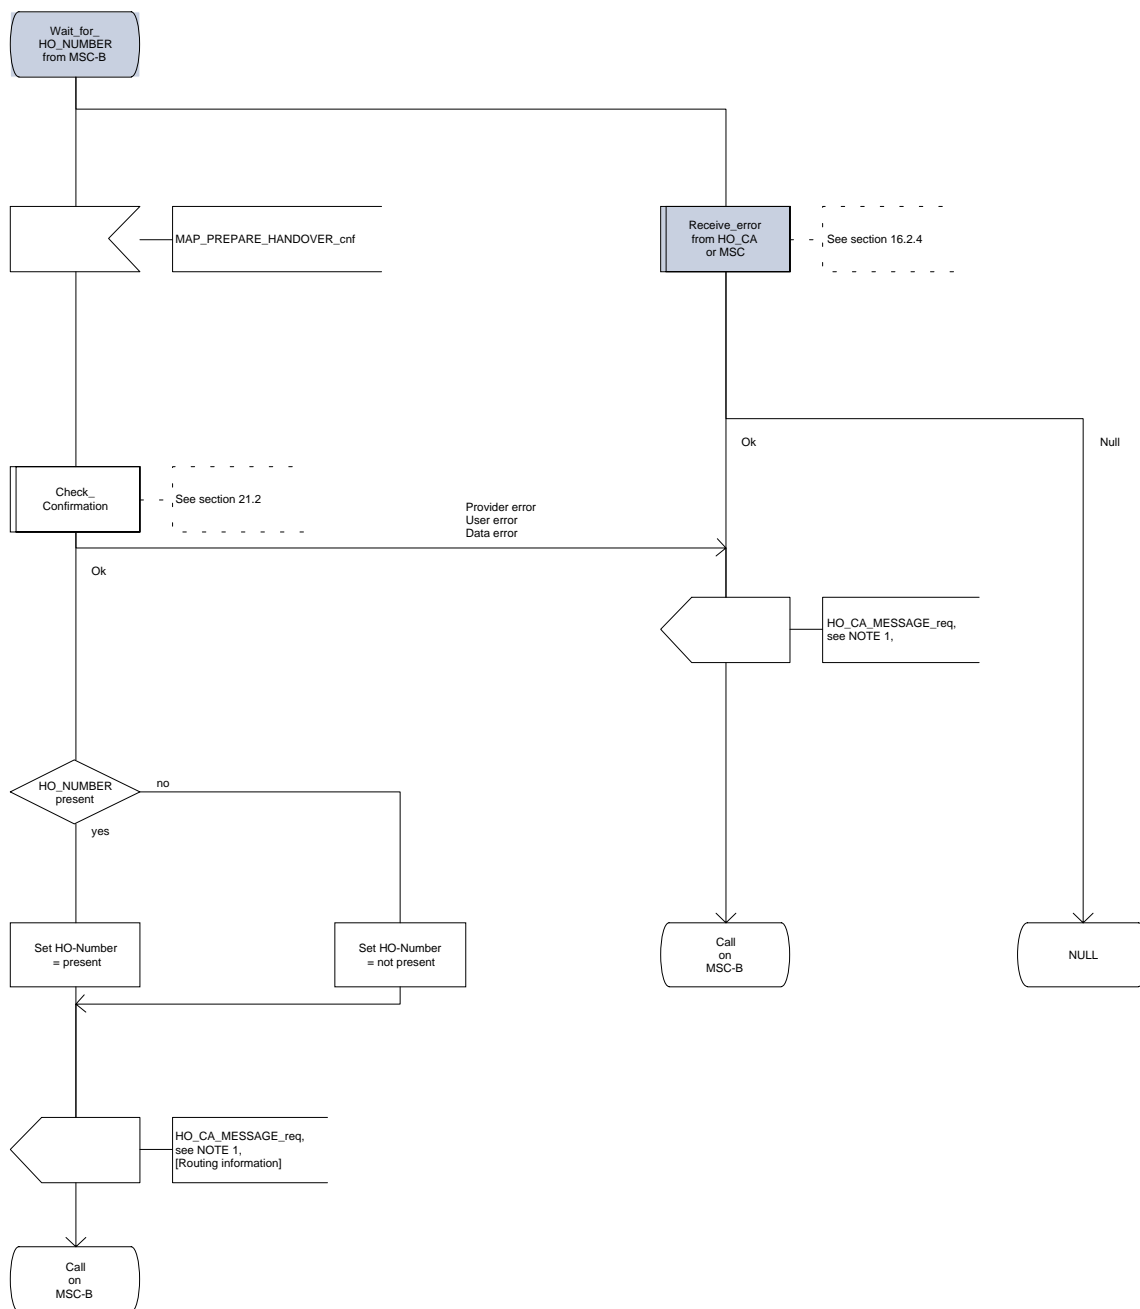 Wait_for_
HO_NUMBER
from MSC-B
MAP_PREPARE_HANDOVER_cnf
Receive_error
from HO_CA
or MSC
See section 16.2.4
Ok
Null
Check_
Confirmation
See section 21.2
Provider error
User error
Data error
Ok
HO_CA_MESSAGE_req,
see NOTE 1,
HO_NUMBER
present
no
yes
Set HO-Number
= present
Set HO-Number
= not present
Call
on
MSC-B
NULL
HO_CA_MESSAGE_req,
see NOTE 1,
[Routing information]
Call
on
MSC-B